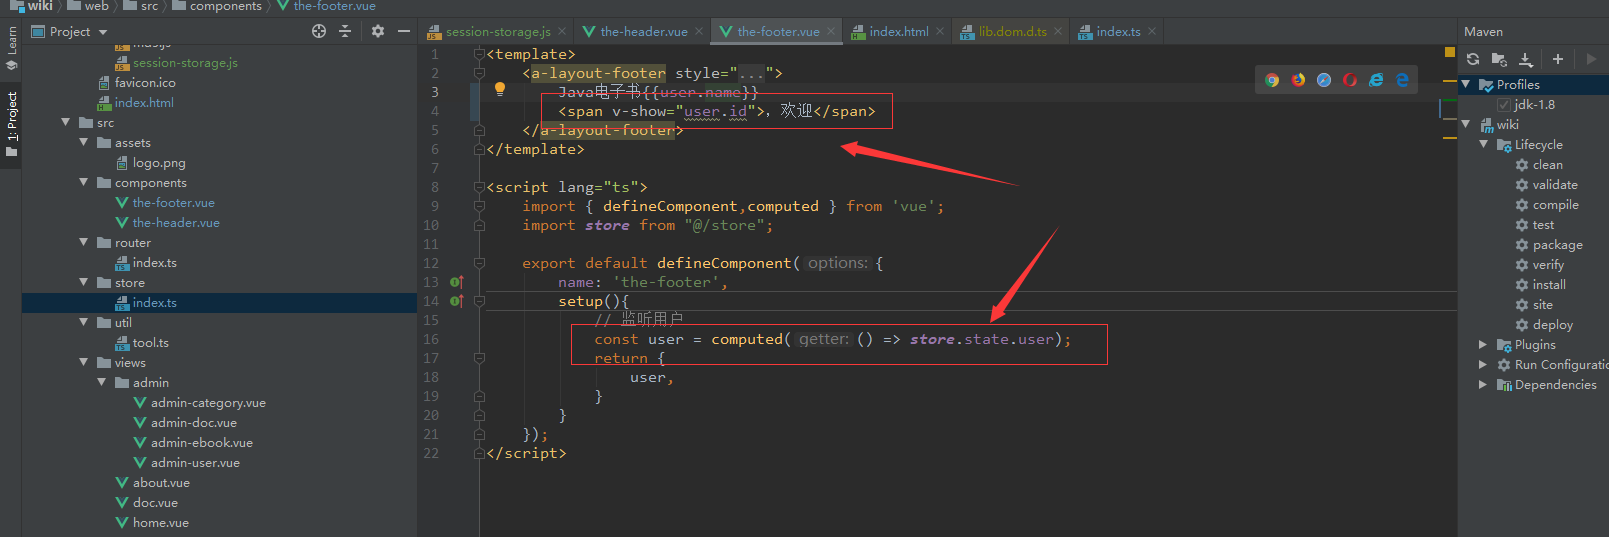 wiki web src components the-footer.vue
Learn
1: Project
Project
music.js
session-storage.js
favicon.ico
index.html
src
assets
logo.png
components
the-footer.vue
the-header.vue
router
index.ts
store
index.ts
util
tool.ts
views
admin
admin-category.vue
admin-doc.vue
admin-ebook.vue
admin-user.vue
about.vue
doc.vue
home.vue
session-storage.js the-header.vue the-footer.vue index.html lib.dom.d.ts index.ts
1 <template>
2 <a-layout-footer style="...">
3 Java电子书{{user.name}}
4 <span v-show="user.id">，欢迎</span>
5 </a-layout-footer>
6 </template>
7
8 <script lang="ts">
9 import { defineComponent,computed } from 'vue';
10 import store from "@/store";
11
12 export default defineComponent( options: {
13 name: 'the-footer',
14 setup(){
15 // 监听用户
16 const user = computed( getter: () => store.state.user);
17 return {
18 user,
19 }
20 }
21 });
22 </script>
Maven
Profiles
jdk-1.8
wiki
Lifecycle
clean
validate
compile
test
package
verify
install
site
deploy
Plugins
Run Configuratio
Dependencies